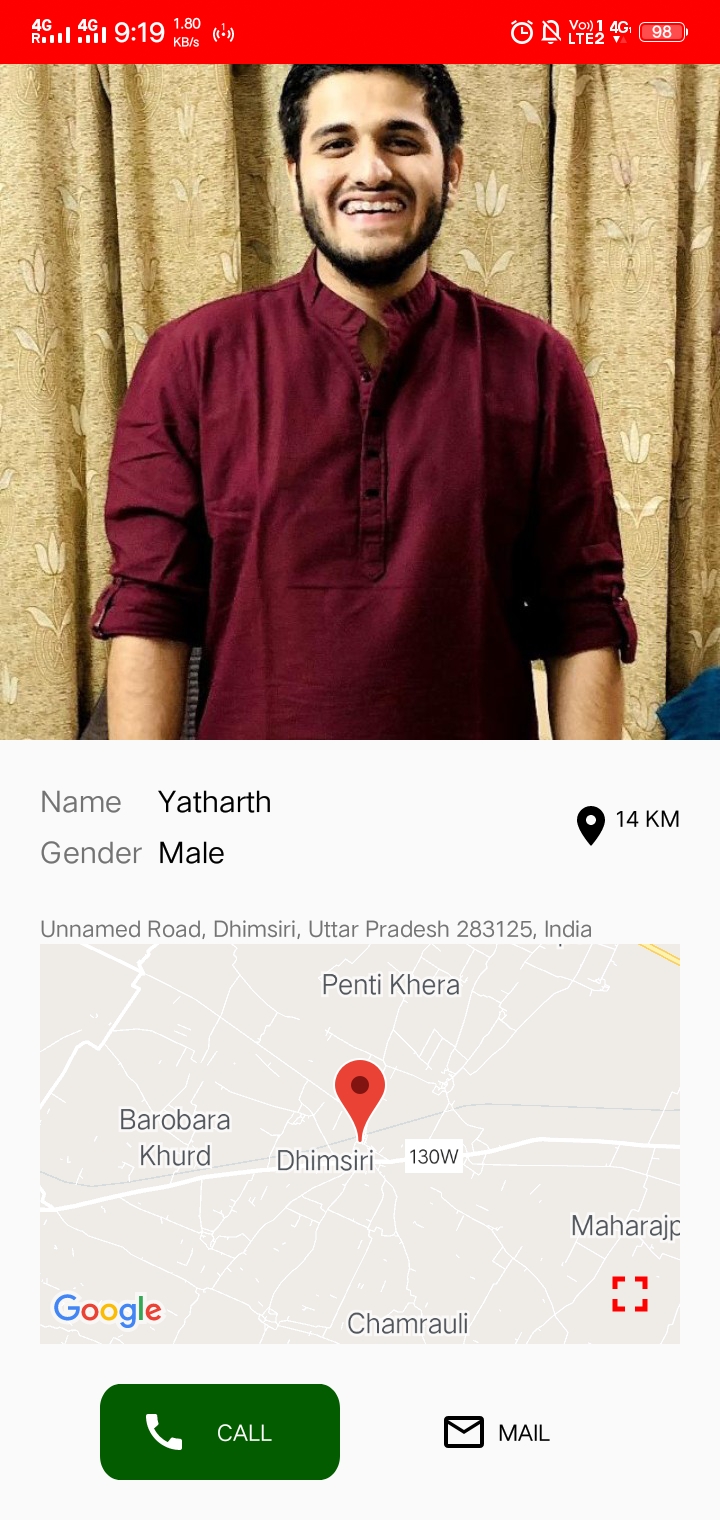 4G R 4G 9:19 1.80 KB/s
Vo)) 1 LTE2 4G 98
Name Yatharth
14 KM
Gender Male
Unnamed Road, Dhimsiri, Uttar Pradesh 283125, India
Penti Khera
Barobara
Khurd
Dhimsiri 130W
Maharajp
Google
Chamrauli
CALL MAIL